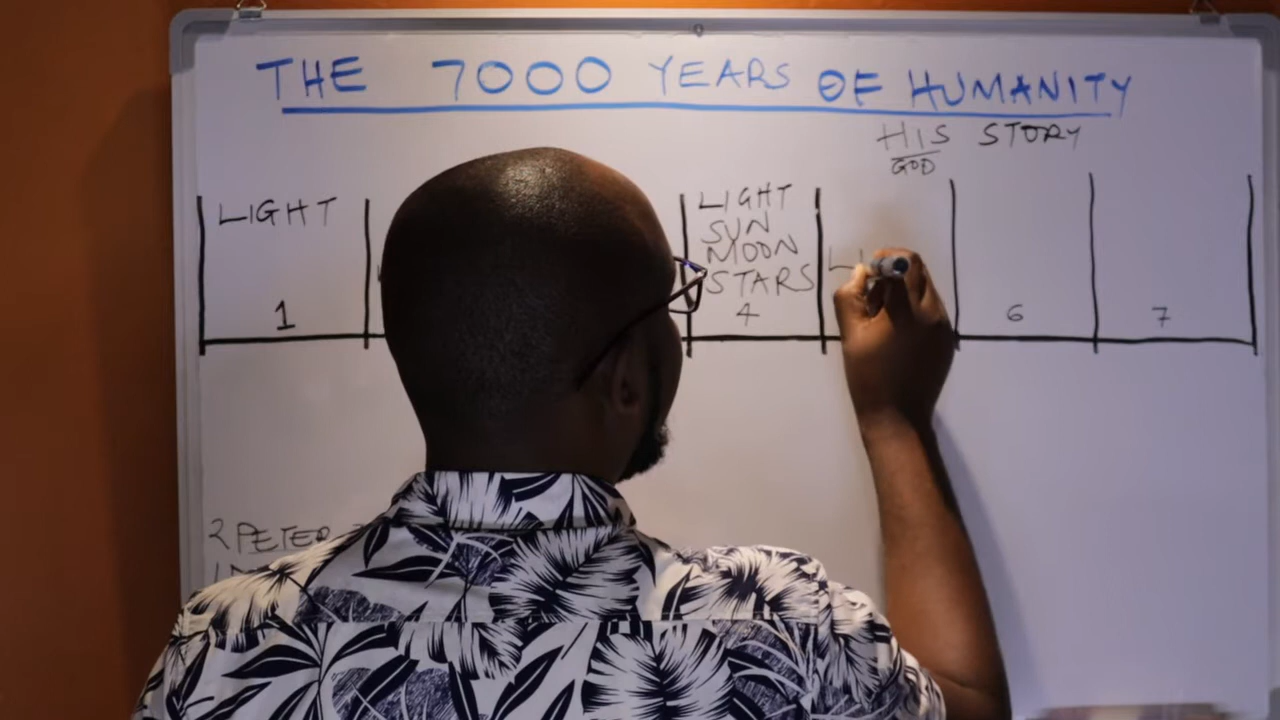 THE 7000 YEARS OF HUMANITY
HIS STORY
GOD
LIGHT
1
LIGHT
SUN
MOON
STARS
4
6
7
2 PETER